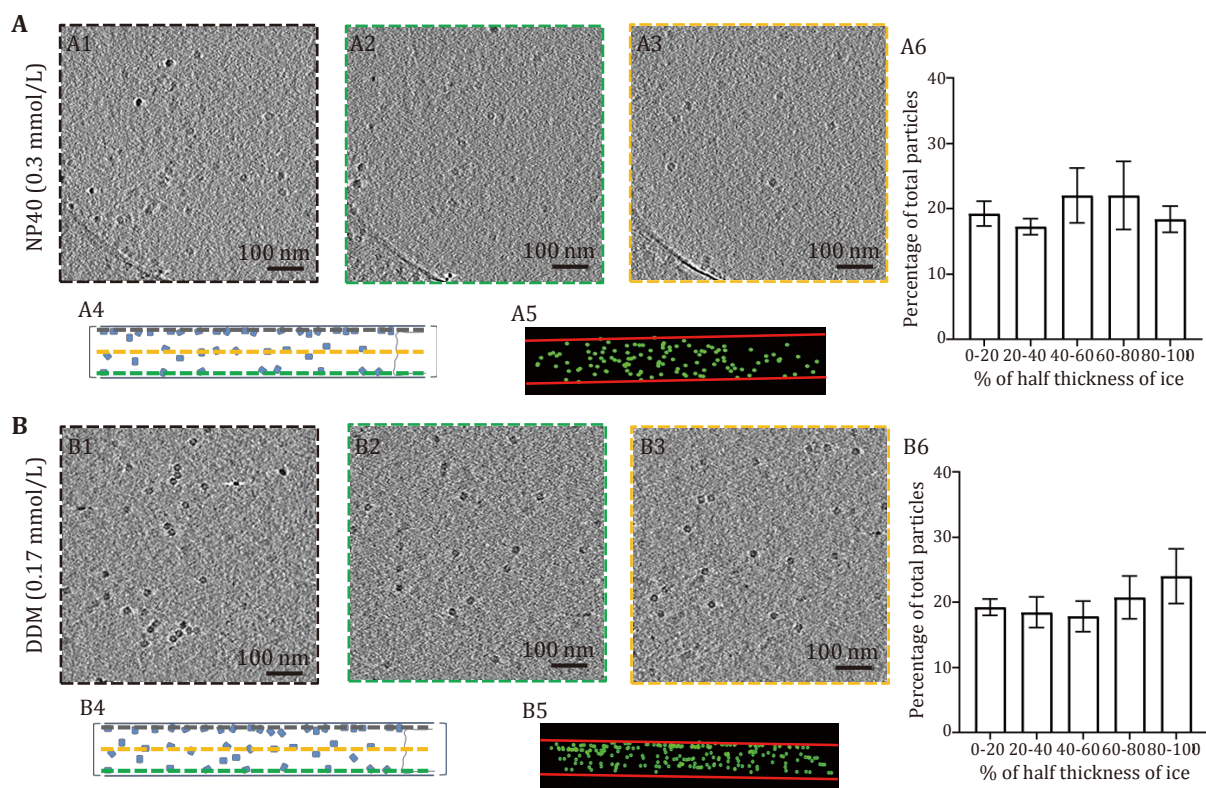 A
NP40 (0.3 mmol/L)
A1
100 nm
A2
100 nm
A3
100 nm
A4
A5
A6
Percentage of total particles
40
30
20
10
0
0-20 20-40 40-60 60-80 80-100
% of half thickness of ice
B
DDM (0.17 mmol/L)
B1
100 nm
B2
100 nm
B3
100 nm
B4
B5
B6
Percentage of total particles
40
30
20
10
0
0-20 20-40 40-60 60-80 80-100
% of half thickness of ice